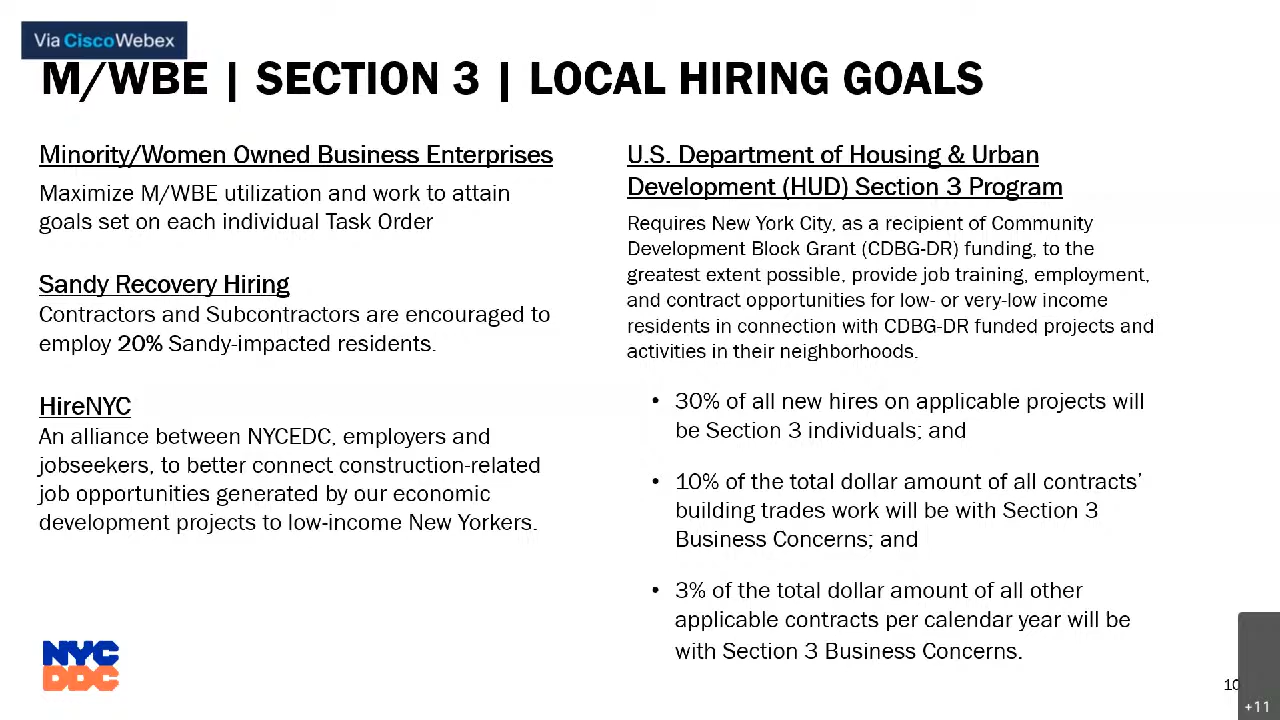 Via CiscoWebex
M/WBE | SECTION 3 | LOCAL HIRING GOALS
Minority/Women Owned Business Enterprises
Maximize M/WBE utilization and work to attain
goals set on each individual Task Order
Sandy Recovery Hiring
Contractors and Subcontractors are encouraged to
employ 20% Sandy-impacted residents.
HireNYC
An alliance between NYCEDC, employers and
jobseekers, to better connect construction-related
job opportunities generated by our economic
development projects to low-income New Yorkers.
U.S. Department of Housing & Urban
Development (HUD) Section 3 Program
Requires New York City, as a recipient of Community
Development Block Grant (CDBG-DR) funding, to the
greatest extent possible, provide job training, employment,
and contract opportunities for low- or very-low income
residents in connection with CDBG-DR funded projects and
activities in their neighborhoods.
• 30% of all new hires on applicable projects will
be Section 3 individuals; and
• 10% of the total dollar amount of all contracts’
building trades work will be with Section 3
Business Concerns; and
• 3% of the total dollar amount of all other
applicable contracts per calendar year will be
with Section 3 Business Concerns.
NYC
DDC
10
+11